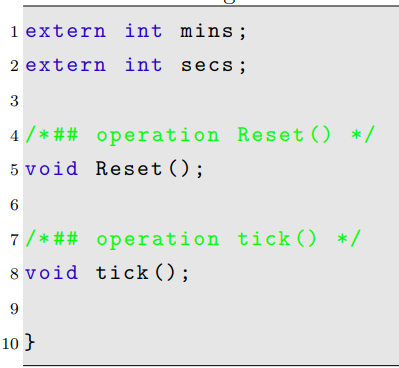 1 extern int mins;
2 extern int secs;
3
4 /*## operation Reset() */
5 void Reset();
6
7 /*## operation tick() */
8 void tick();
9
10 }